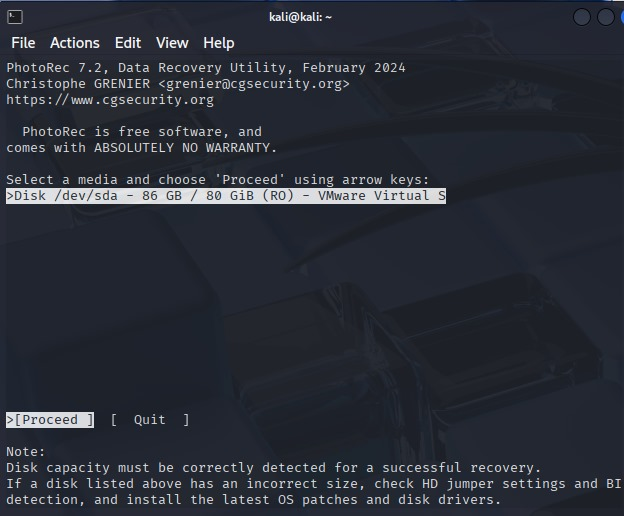 kali@kali: ~
File Actions Edit View Help
PhotoRec 7.2, Data Recovery Utility, February 2024
Christophe GRENIER <grenier@cgsecurity.org>
https://www.cgsecurity.org
PhotoRec is free software, and
comes with ABSOLUTELY NO WARRANTY.
Select a media and choose 'Proceed' using arrow keys:
>Disk /dev/sda - 86 GB / 80 GiB (RO) - VMware Virtual S
>[Proceed ]  [  Quit  ]
Note:
Disk capacity must be correctly detected for a successful recovery.
If a disk listed above has an incorrect size, check HD jumper settings and BI
detection, and install the latest OS patches and disk drivers.